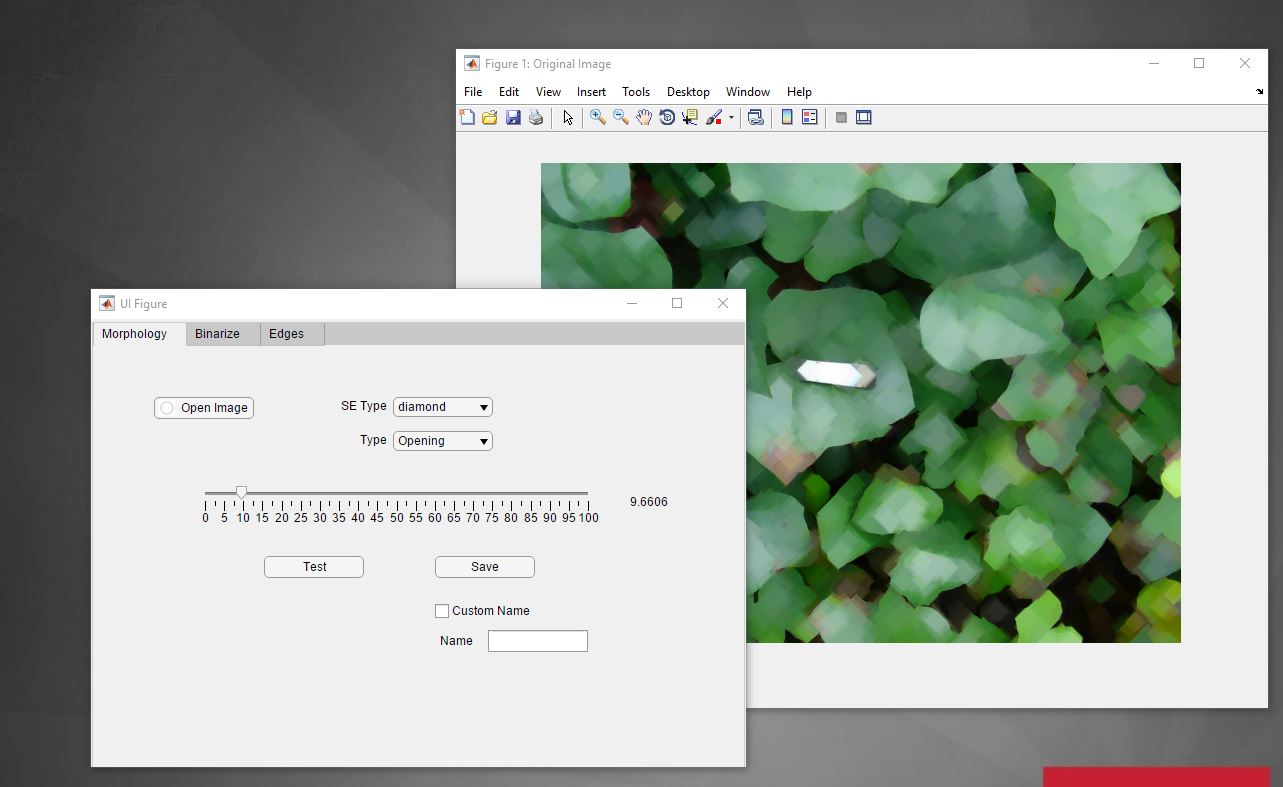 Figure 1: Original Image
File Edit View Insert Tools Desktop Window Help
UI Figure
Morphology Binarize Edges
Open Image
SE Type diamond
Type Opening
9.6606
0 5 10 15 20 25 30 35 40 45 50 55 60 65 70 75 80 85 90 95 100
Test Save
Custom Name
Name